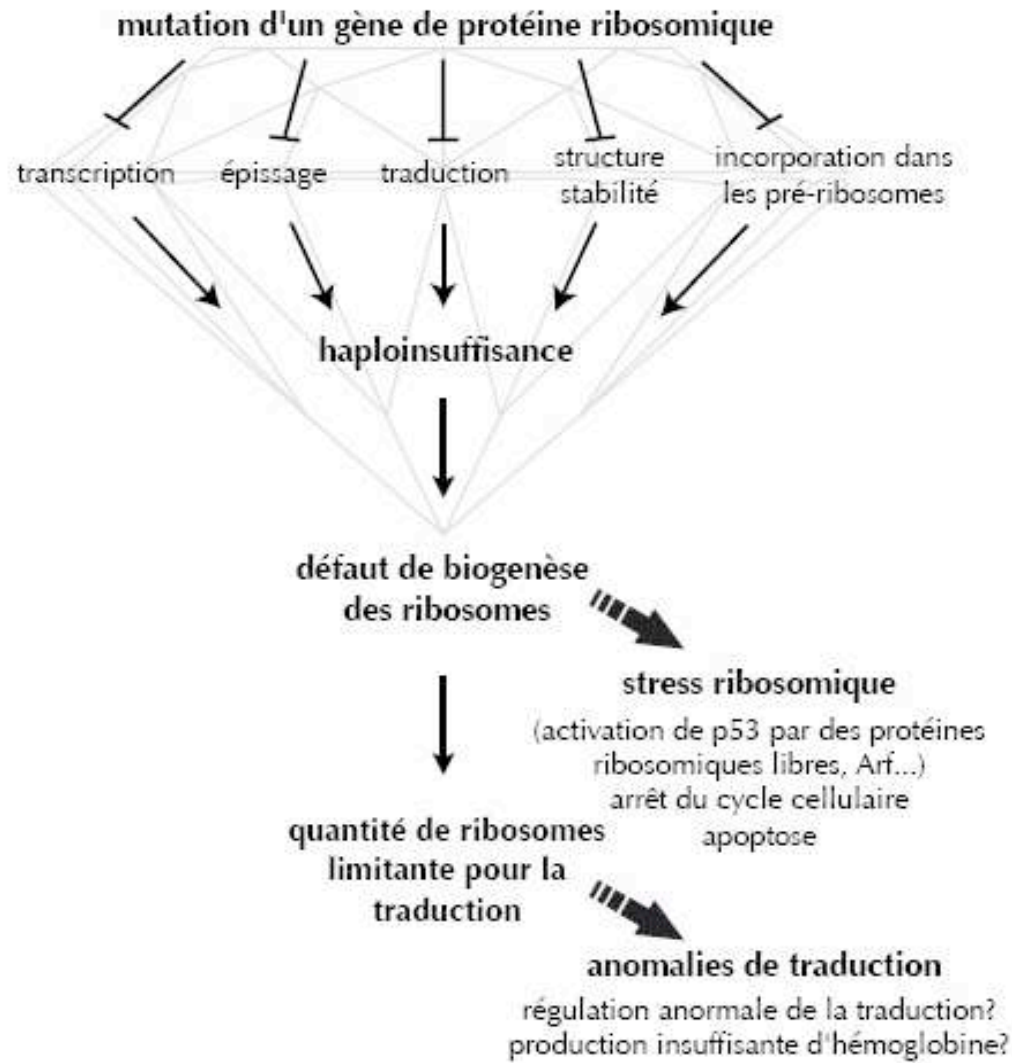 mutation d'un gène de protéine ribosomique
transcription
épissage
traduction
structure
stabilité
incorporation dans
les pré-ribosomes
haploinsuffisance
défaut de biogenèse
des ribosomes
stress ribosomique
(activation de p53 par des protéines
ribosomiques libres, Arf...)
arrêt du cycle cellulaire
apoptose
quantité de ribosomes
limitante pour la
traduction
anomalies de traduction
régulation anormale de la traduction?
production insuffisante d'hémoglobine?